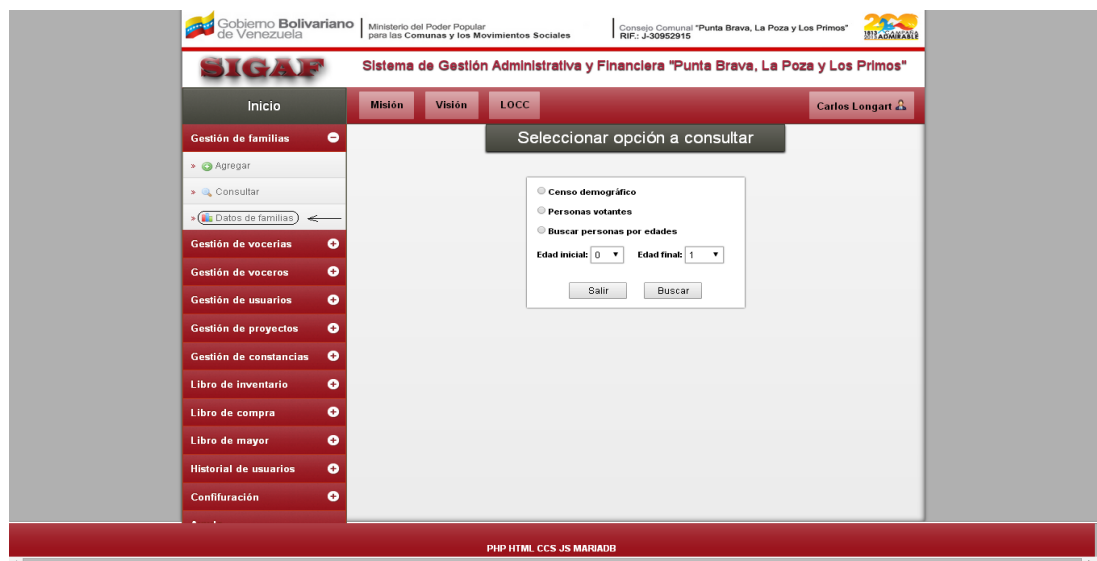 Gobierno Bolivariano
de Venezuela
Ministerio del Poder Popular
para las Comunas y los Movimientos Sociales
Consejo Comunal "Punta Brava, La Poza y Los Primos"
RIF.: J-30952915
200
CAMPAÑA
ADMIRABLE
SIGAF
Sistema de Gestión Administrativa y Financiera "Punta Brava, La Poza y Los Primos"
Inicio
Misión
Visión
LOCC
Carlos Longart
Gestión de familias
Agregar
Consultar
Datos de familias
Gestión de vocerias
Gestión de voceros
Gestión de usuarios
Gestión de proyectos
Gestión de constancias
Libro de inventario
Libro de compra
Libro de mayor
Historial de usuarios
Confifuración
Seleccionar opción a consultar
Censo demográfico
Personas votantes
Buscar personas por edades
Edad inicial: 0 Edad final: 1
Salir Buscar
PHP HTML CCS JS MARIADB